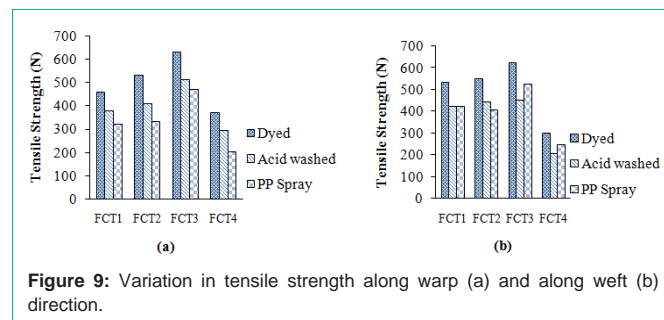 700
600
500
400
300
200
100
0
Tensile Strength (N)
FCT1 FCT2 FCT3 FCT4
Dyed
Acid washed
PP Spray
(a)
700
600
500
400
300
200
100
0
Tensile Strength (N)
FCT1 FCT2 FCT3 FCT4
Dyed
Acid washed
PP Spray
(b)
Figure 9: Variation in tensile strength along warp (a) and along weft (b)
direction.